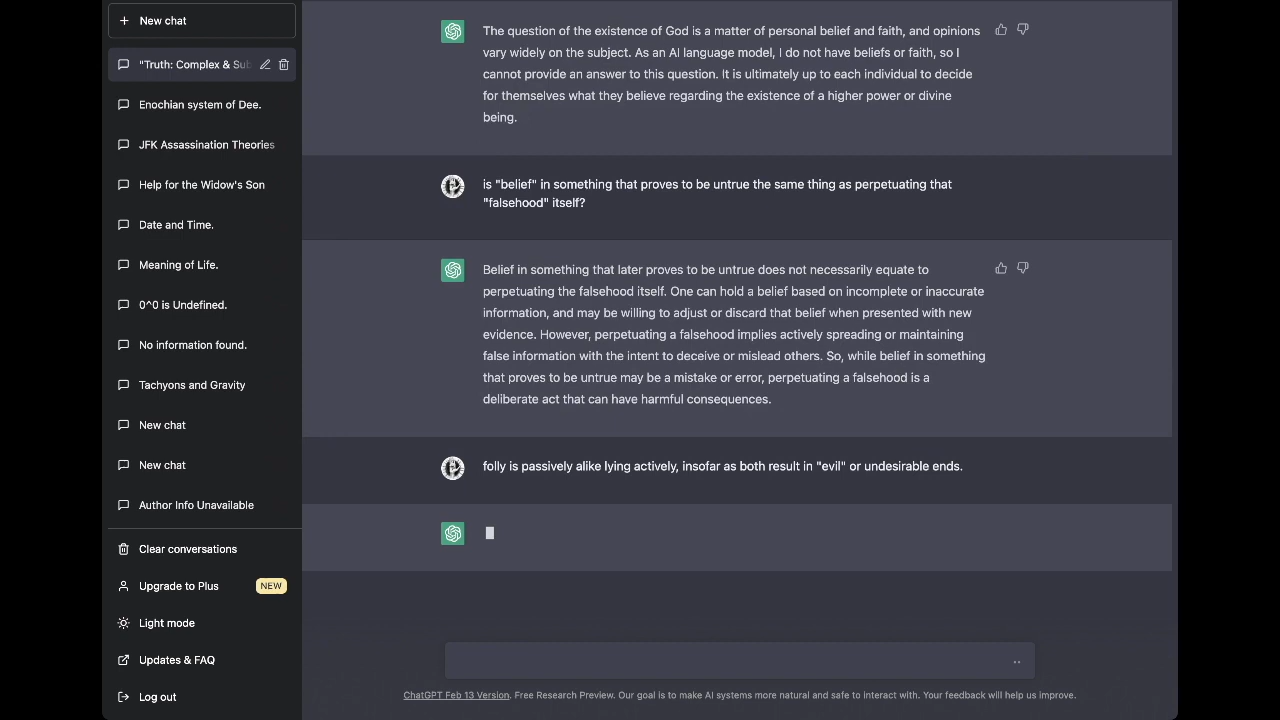 New chat
"Truth: Complex & Sub
Enochian system of Dee.
JFK Assassination Theories
Help for the Widow's Son
Date and Time.
Meaning of Life.
0^0 is Undefined.
No information found.
Tachyons and Gravity
New chat
New chat
Author Info Unavailable
Clear conversations
Upgrade to Plus NEW
Light mode
Updates & FAQ
Log out
The question of the existence of God is a matter of personal belief and faith, and opinions
vary widely on the subject. As an AI language model, I do not have beliefs or faith, so I
cannot provide an answer to this question. It is ultimately up to each individual to decide
for themselves what they believe regarding the existence of a higher power or divine
being.
is "belief" in something that proves to be untrue the same thing as perpetuating that
"falsehood" itself?
Belief in something that later proves to be untrue does not necessarily equate to
perpetuating the falsehood itself. One can hold a belief based on incomplete or inaccurate
information, and may be willing to adjust or discard that belief when presented with new
evidence. However, perpetuating a falsehood implies actively spreading or maintaining
false information with the intent to deceive or mislead others. So, while belief in something
that proves to be untrue may be a mistake or error, perpetuating a falsehood is a
deliberate act that can have harmful consequences.
folly is passively alike lying actively, insofar as both result in "evil" or undesirable ends.
ChatGPT Feb 13 Version. Free Research Preview. Our goal is to make AI systems more natural and safe to interact with. Your feedback will help us improve.